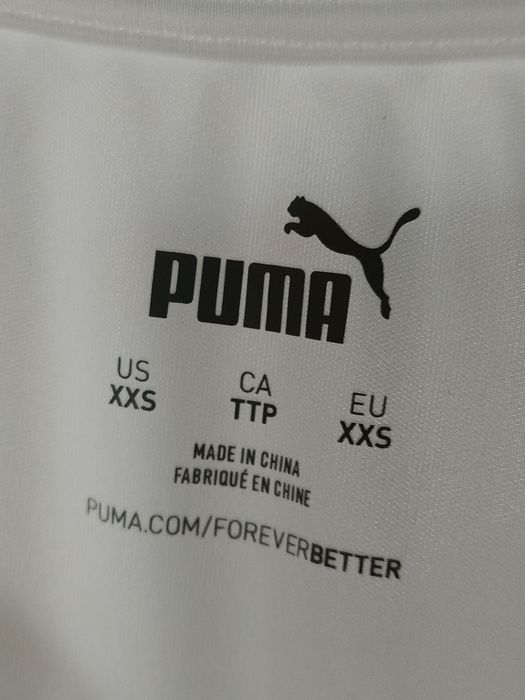 PUMA
US CA EU
XXS TTP XXS
MADE IN CHINA
FABRIQUÉ EN CHINE
PUMA.COM/FOREVERBETTER